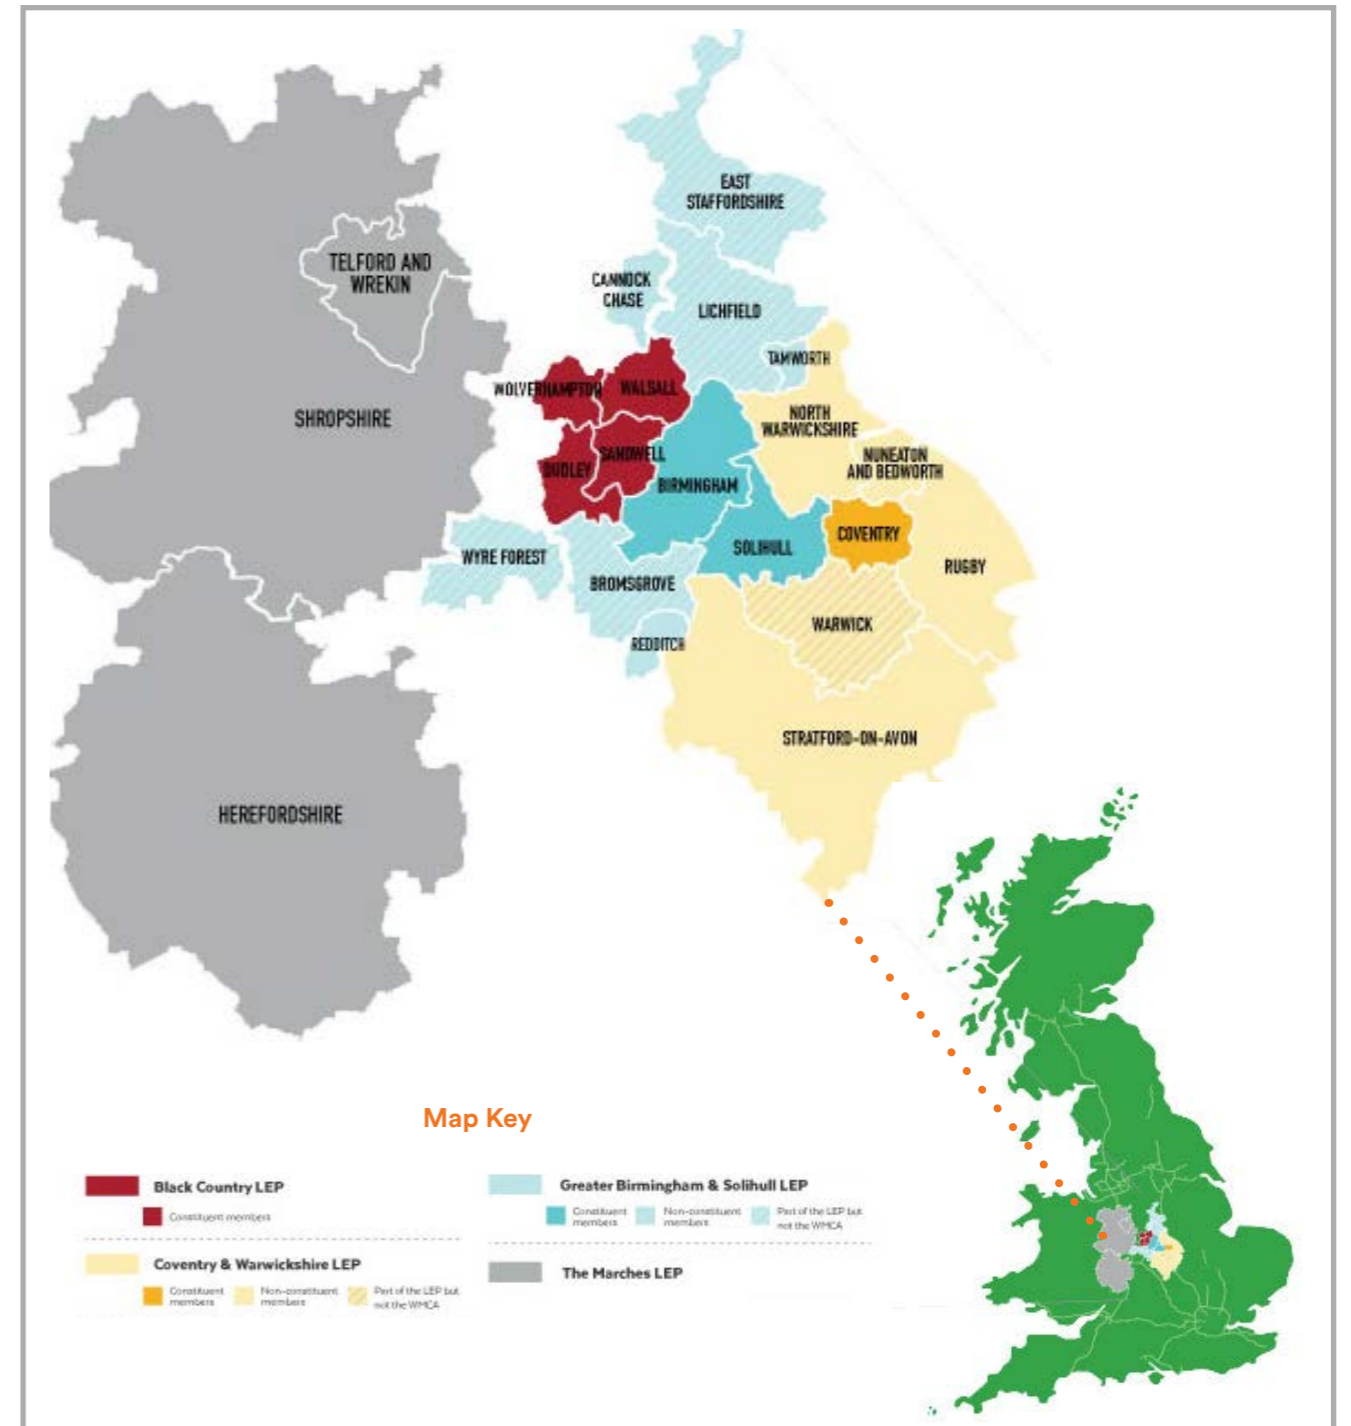 EAST
STAFFORDSHIRE
TELFORD AND
WREKIN
CANNOCK
CHASE
LICHFIELD
TAMWORTH
WOLVERHAMPTON
WALSALL
SHROPSHIRE
NORTH
WARWICKSHIRE
SANDWELL
DUDLEY
NUNEATON
AND BEDWORTH
BIRMINGHAM
COVENTRY
SOLIHULL
WYRE FOREST
RUGBY
BROMSGROVE
WARWICK
REDDITCH
STRATFORD-ON-AVON
HEREFORDSHIRE
Map Key
Black Country LEP
Constituent members
Coventry & Warwickshire LEP
Constituent
members
Non-constituent
members
Part of the LEP but
not the WMCA
Greater Birmingham & Solihull LEP
Constituent
members
Non-constituent
members
Part of the LEP but
not the WMCA
The Marches LEP